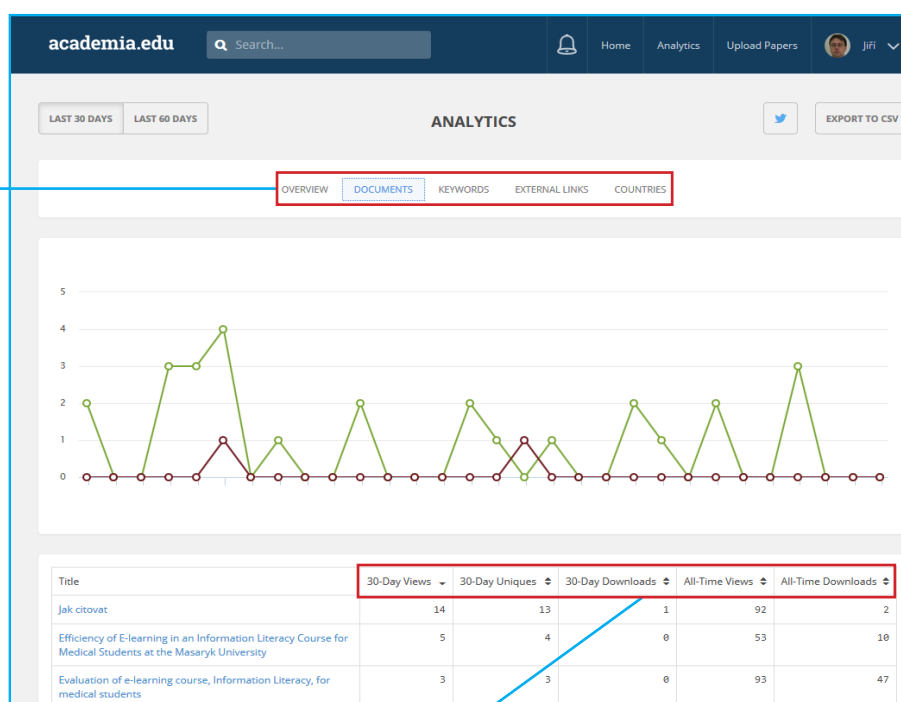 academia.edu Search... Home Analytics Upload Papers Jiří
LAST 30 DAYS LAST 60 DAYS ANALYTICS EXPORT TO CSV
OVERVIEW DOCUMENTS KEYWORDS EXTERNAL LINKS COUNTRIES
5
4
3
2
1
0
Title 30-Day Views 30-Day Uniques 30-Day Downloads All-Time Views All-Time Downloads
Jak citovat 14 13 1 92 2
Efficiency of E-learning in an Information Literacy Course for 5 4 0 53 10
Medical Students at the Masaryk University
Evaluation of e-learning course, Information Literacy, for 3 3 0 93 47
medical students